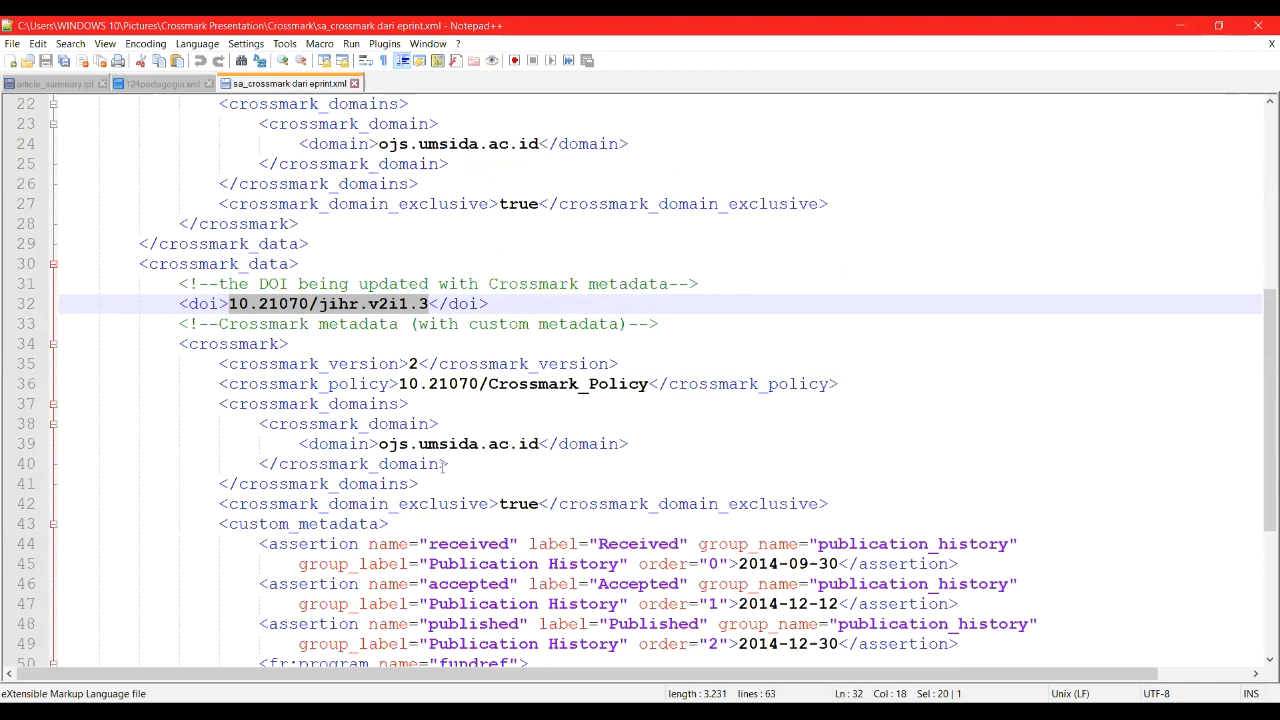 C:\Users\WINDOWS 10\Pictures\Crossmark Presentation\Crossmark\sa_crossmark dari eprint.xml - Notepad++
File Edit Search View Encoding Language Settings Tools Macro Run Plugins Window ? X
article_summary.tpl 124pedagogia.xml sa_crossmark dari eprint.xml
22 <crossmark_domains>
23 <crossmark_domain>
24 <domain>ojs.umsida.ac.id</domain>
25 </crossmark_domain>
26 </crossmark_domains>
27 <crossmark_domain_exclusive>true</crossmark_domain_exclusive>
28 </crossmark>
29 </crossmark_data>
30 <crossmark_data>
31 <!--the DOI being updated with Crossmark metadata-->
32 <doi>10.21070/jihr.v2i1.3</doi>
33 <!--Crossmark metadata (with custom metadata)-->
34 <crossmark>
35 <crossmark_version>2</crossmark_version>
36 <crossmark_policy>10.21070/Crossmark_Policy</crossmark_policy>
37 <crossmark_domains>
38 <crossmark_domain>
39 <domain>ojs.umsida.ac.id</domain>
40 </crossmark_domain>
41 </crossmark_domains>
42 <crossmark_domain_exclusive>true</crossmark_domain_exclusive>
43 <custom_metadata>
44 <assertion name="received" label="Received" group_name="publication_history"
45 group_label="Publication History" order="0">2014-09-30</assertion>
46 <assertion name="accepted" label="Accepted" group_name="publication_history"
47 group_label="Publication History" order="1">2014-12-12</assertion>
48 <assertion name="published" label="Published" group_name="publication_history"
49 group_label="Publication History" order="2">2014-12-30</assertion>
50 <fr:program name="fundref">
eXtensible Markup Language file length : 3.231 lines : 63 Ln : 32 Col : 18 Sel : 20 | 1 Unix (LF) UTF-8 INS